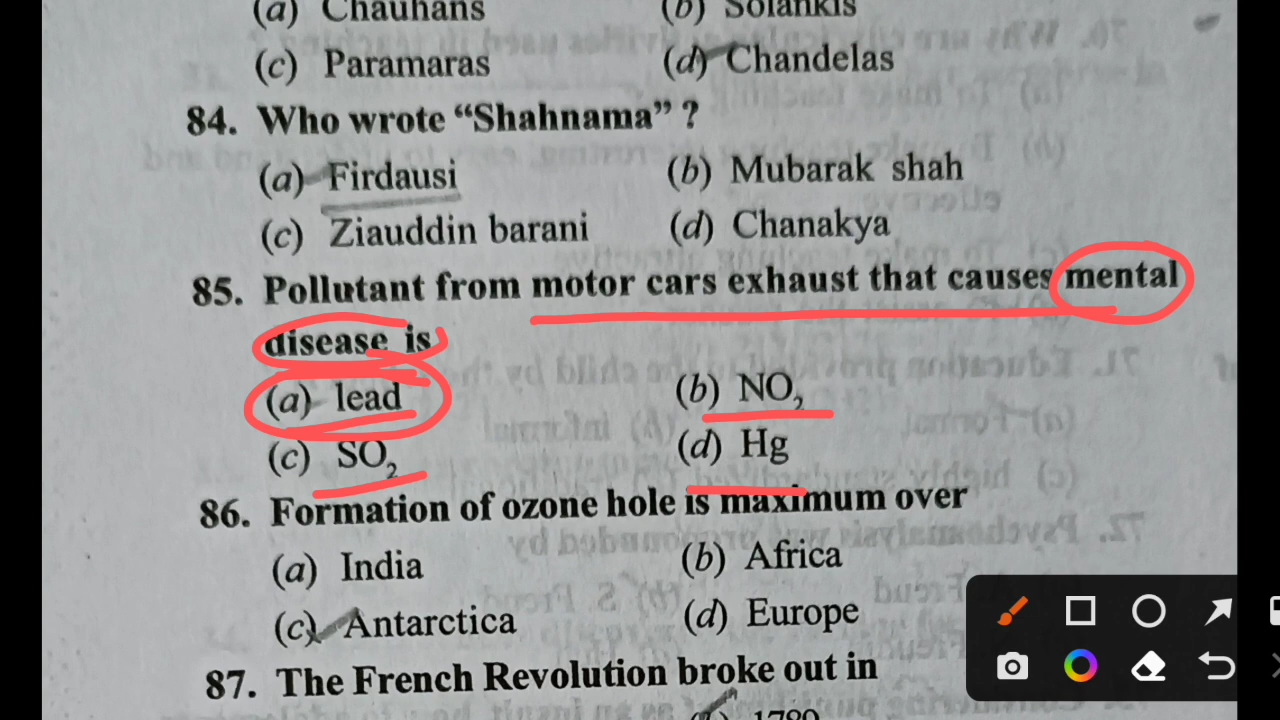 (a) Chauhans (b) Solankis
(c) Paramaras (d) Chandelas
84. Who wrote “Shahnama” ?
(a) Firdausi (b) Mubarak shah
(c) Ziauddin barani (d) Chanakya
85. Pollutant from motor cars exhaust that causes mental
disease is
(a) lead (b) NO₂
(c) SO₂ (d) Hg
86. Formation of ozone hole is maximum over
(a) India (b) Africa
(c) Antarctica (d) Europe
87. The French Revolution broke out in